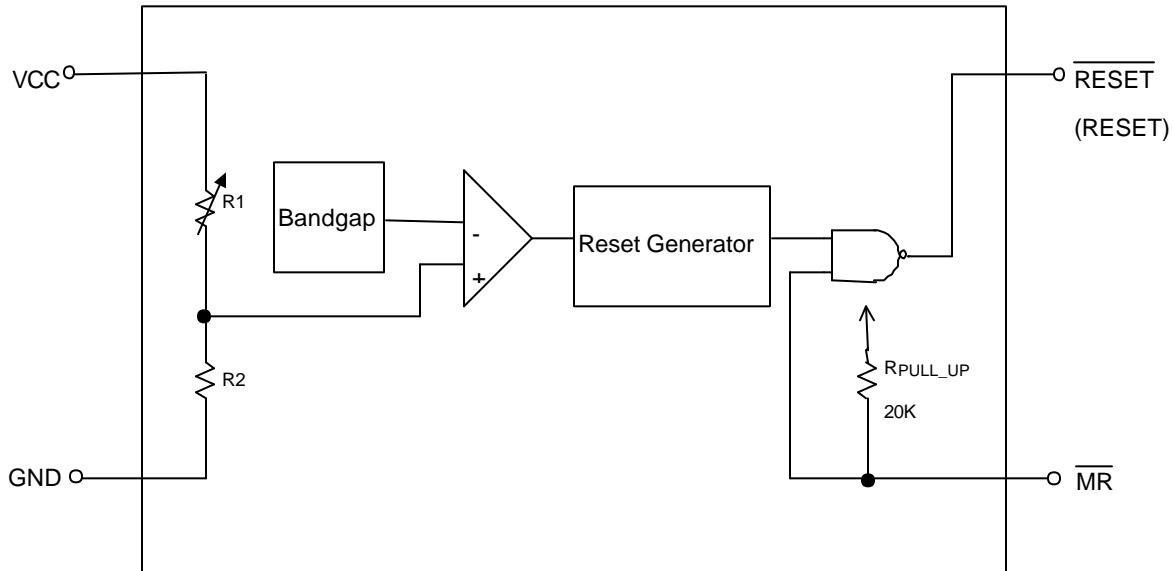 VCC
RESET
(RESET)
R1
Bandgap
-
+
Reset Generator
R2
RPULL_UP
20K
GND
MR